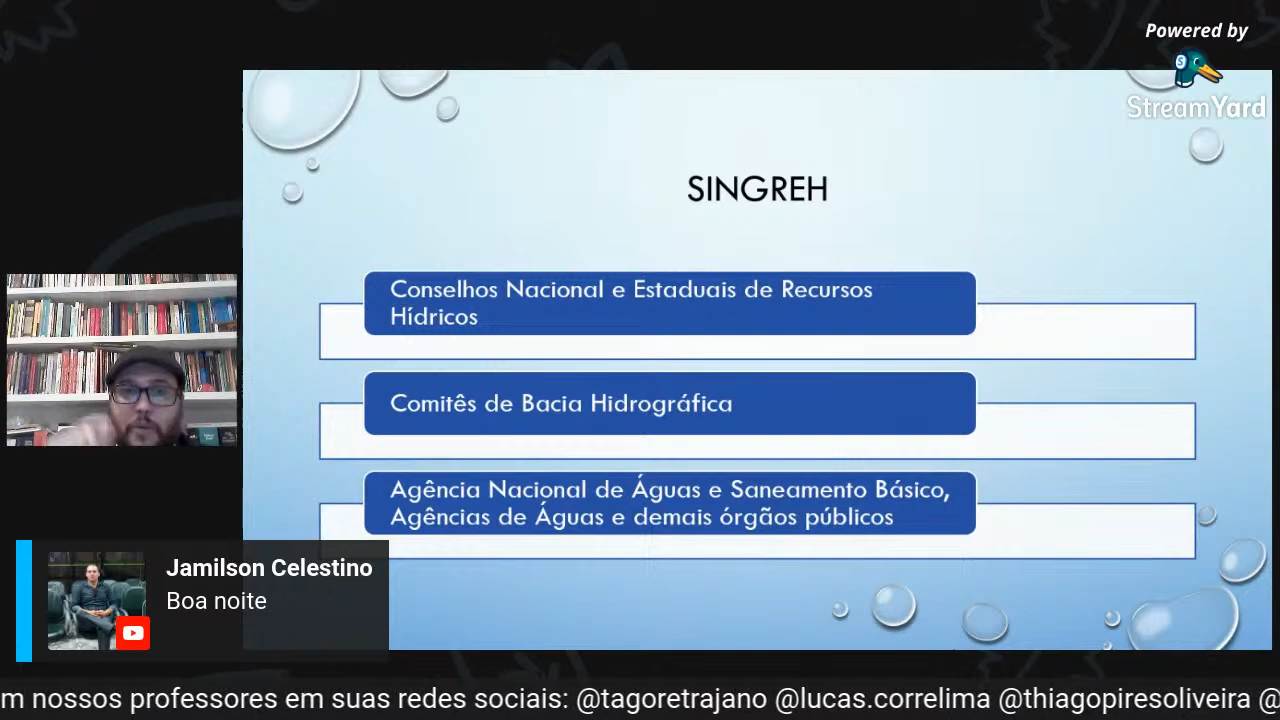 Powered by
StreamYard
SINGREH
Conselhos Nacional e Estaduais de Recursos
Hídricos
Comitês de Bacia Hidrográfica
Agência Nacional de Águas e Saneamento Básico,
Agências de Águas e demais órgãos públicos
Jamilson Celestino
Boa noite
m nossos professores em suas redes sociais: @tagoretrajano @lucas.correlima @thiagopiresoliveira @